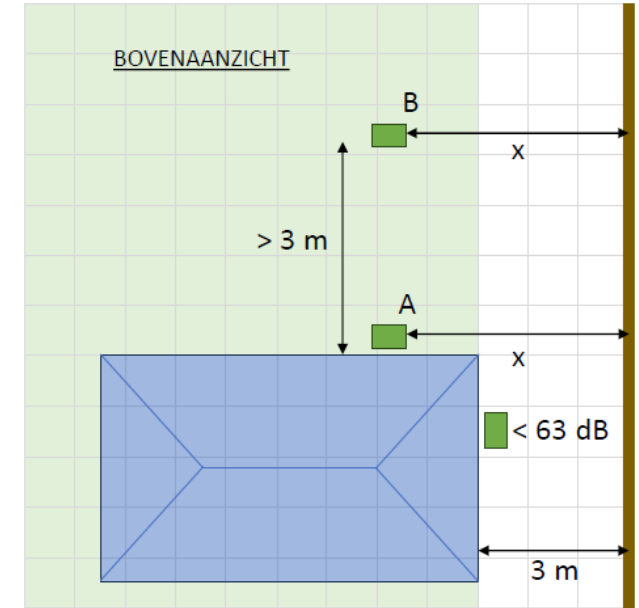 BOVENAANZICHT
B
x
> 3 m
A
x
< 63 dB
3 m